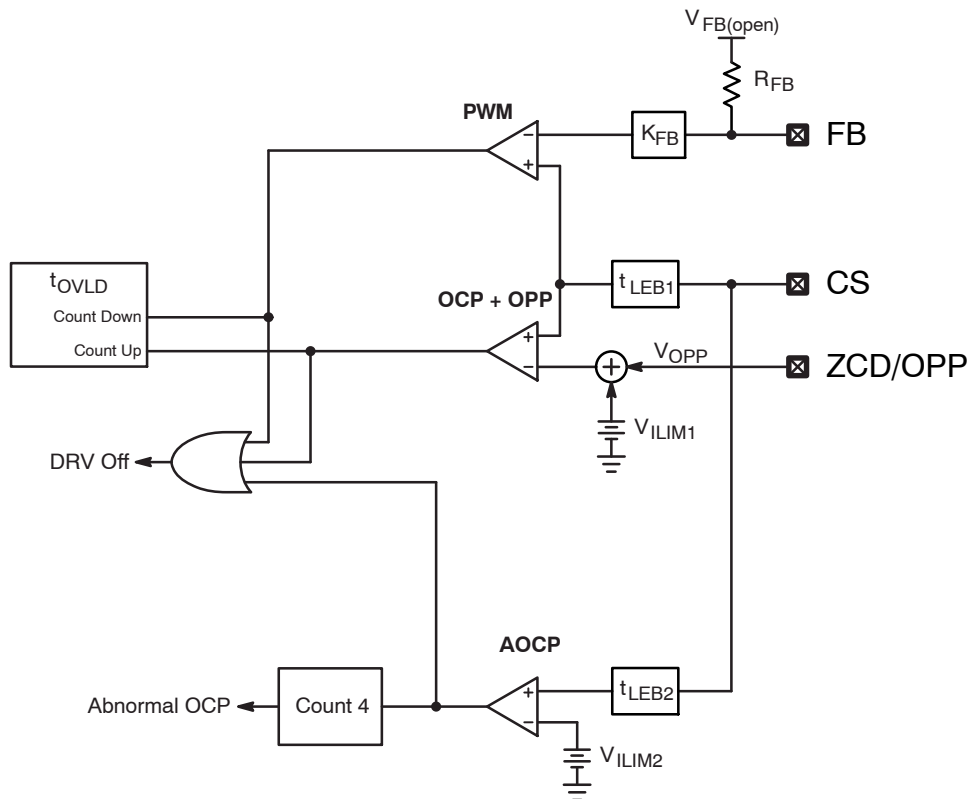 VFB(open)
RFB
PWM
−
KFB
FB
+
tOVLD
tLEB1
CS
OCP + OPP
Count Down
+
Count Up
−
VOPP
ZCD/OPP
+
VILIM1
DRV Off
AOCP
+
tLEB2
Abnormal OCP
Count 4
−
VILIM2